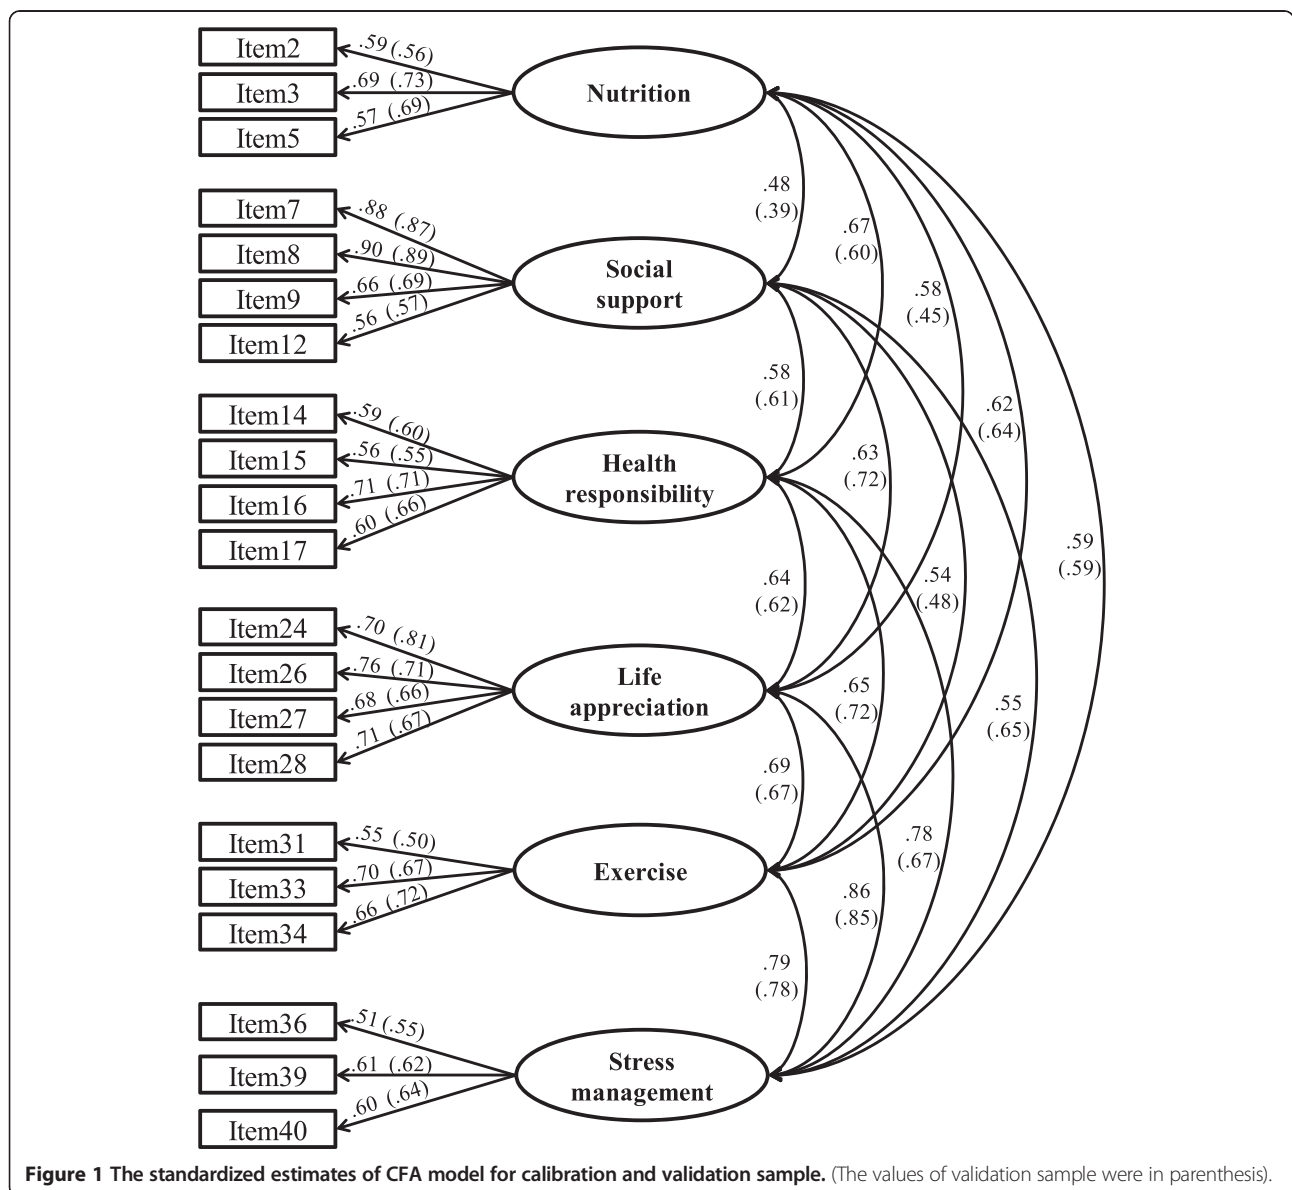 Item2
.59 (.56)
Item3
.69 (.73)
Item5
.57 (.69)
Nutrition
Item7
.88 (.87)
Item8
.90 (.89)
Item9
.66 (.69)
Item12
.56 (.57)
Social
support
Item14
.59 (.60)
Item15
.56 (.55)
Item16
.71 (.71)
Item17
.60 (.66)
Health
responsibility
Item24
.70 (.81)
Item26
.76 (.71)
Item27
.68 (.66)
Item28
.71 (.67)
Life
appreciation
Item31
.55 (.50)
Item33
.70 (.67)
Item34
.66 (.72)
Exercise
Item36
.51 (.55)
Item39
.61 (.62)
Item40
.60 (.64)
Stress
management
.48
(.39)
.67
(.60)
.58
(.45)
.58
(.61)
.62
(.64)
.63
(.72)
.59
(.59)
.64
(.62)
.54
(.48)
.65
(.72)
.55
(.65)
.69
(.67)
.78
(.67)
.86
(.85)
.79
(.78)
Figure 1 The standardized estimates of CFA model for calibration and validation sample. (The values of validation sample were in parenthesis).